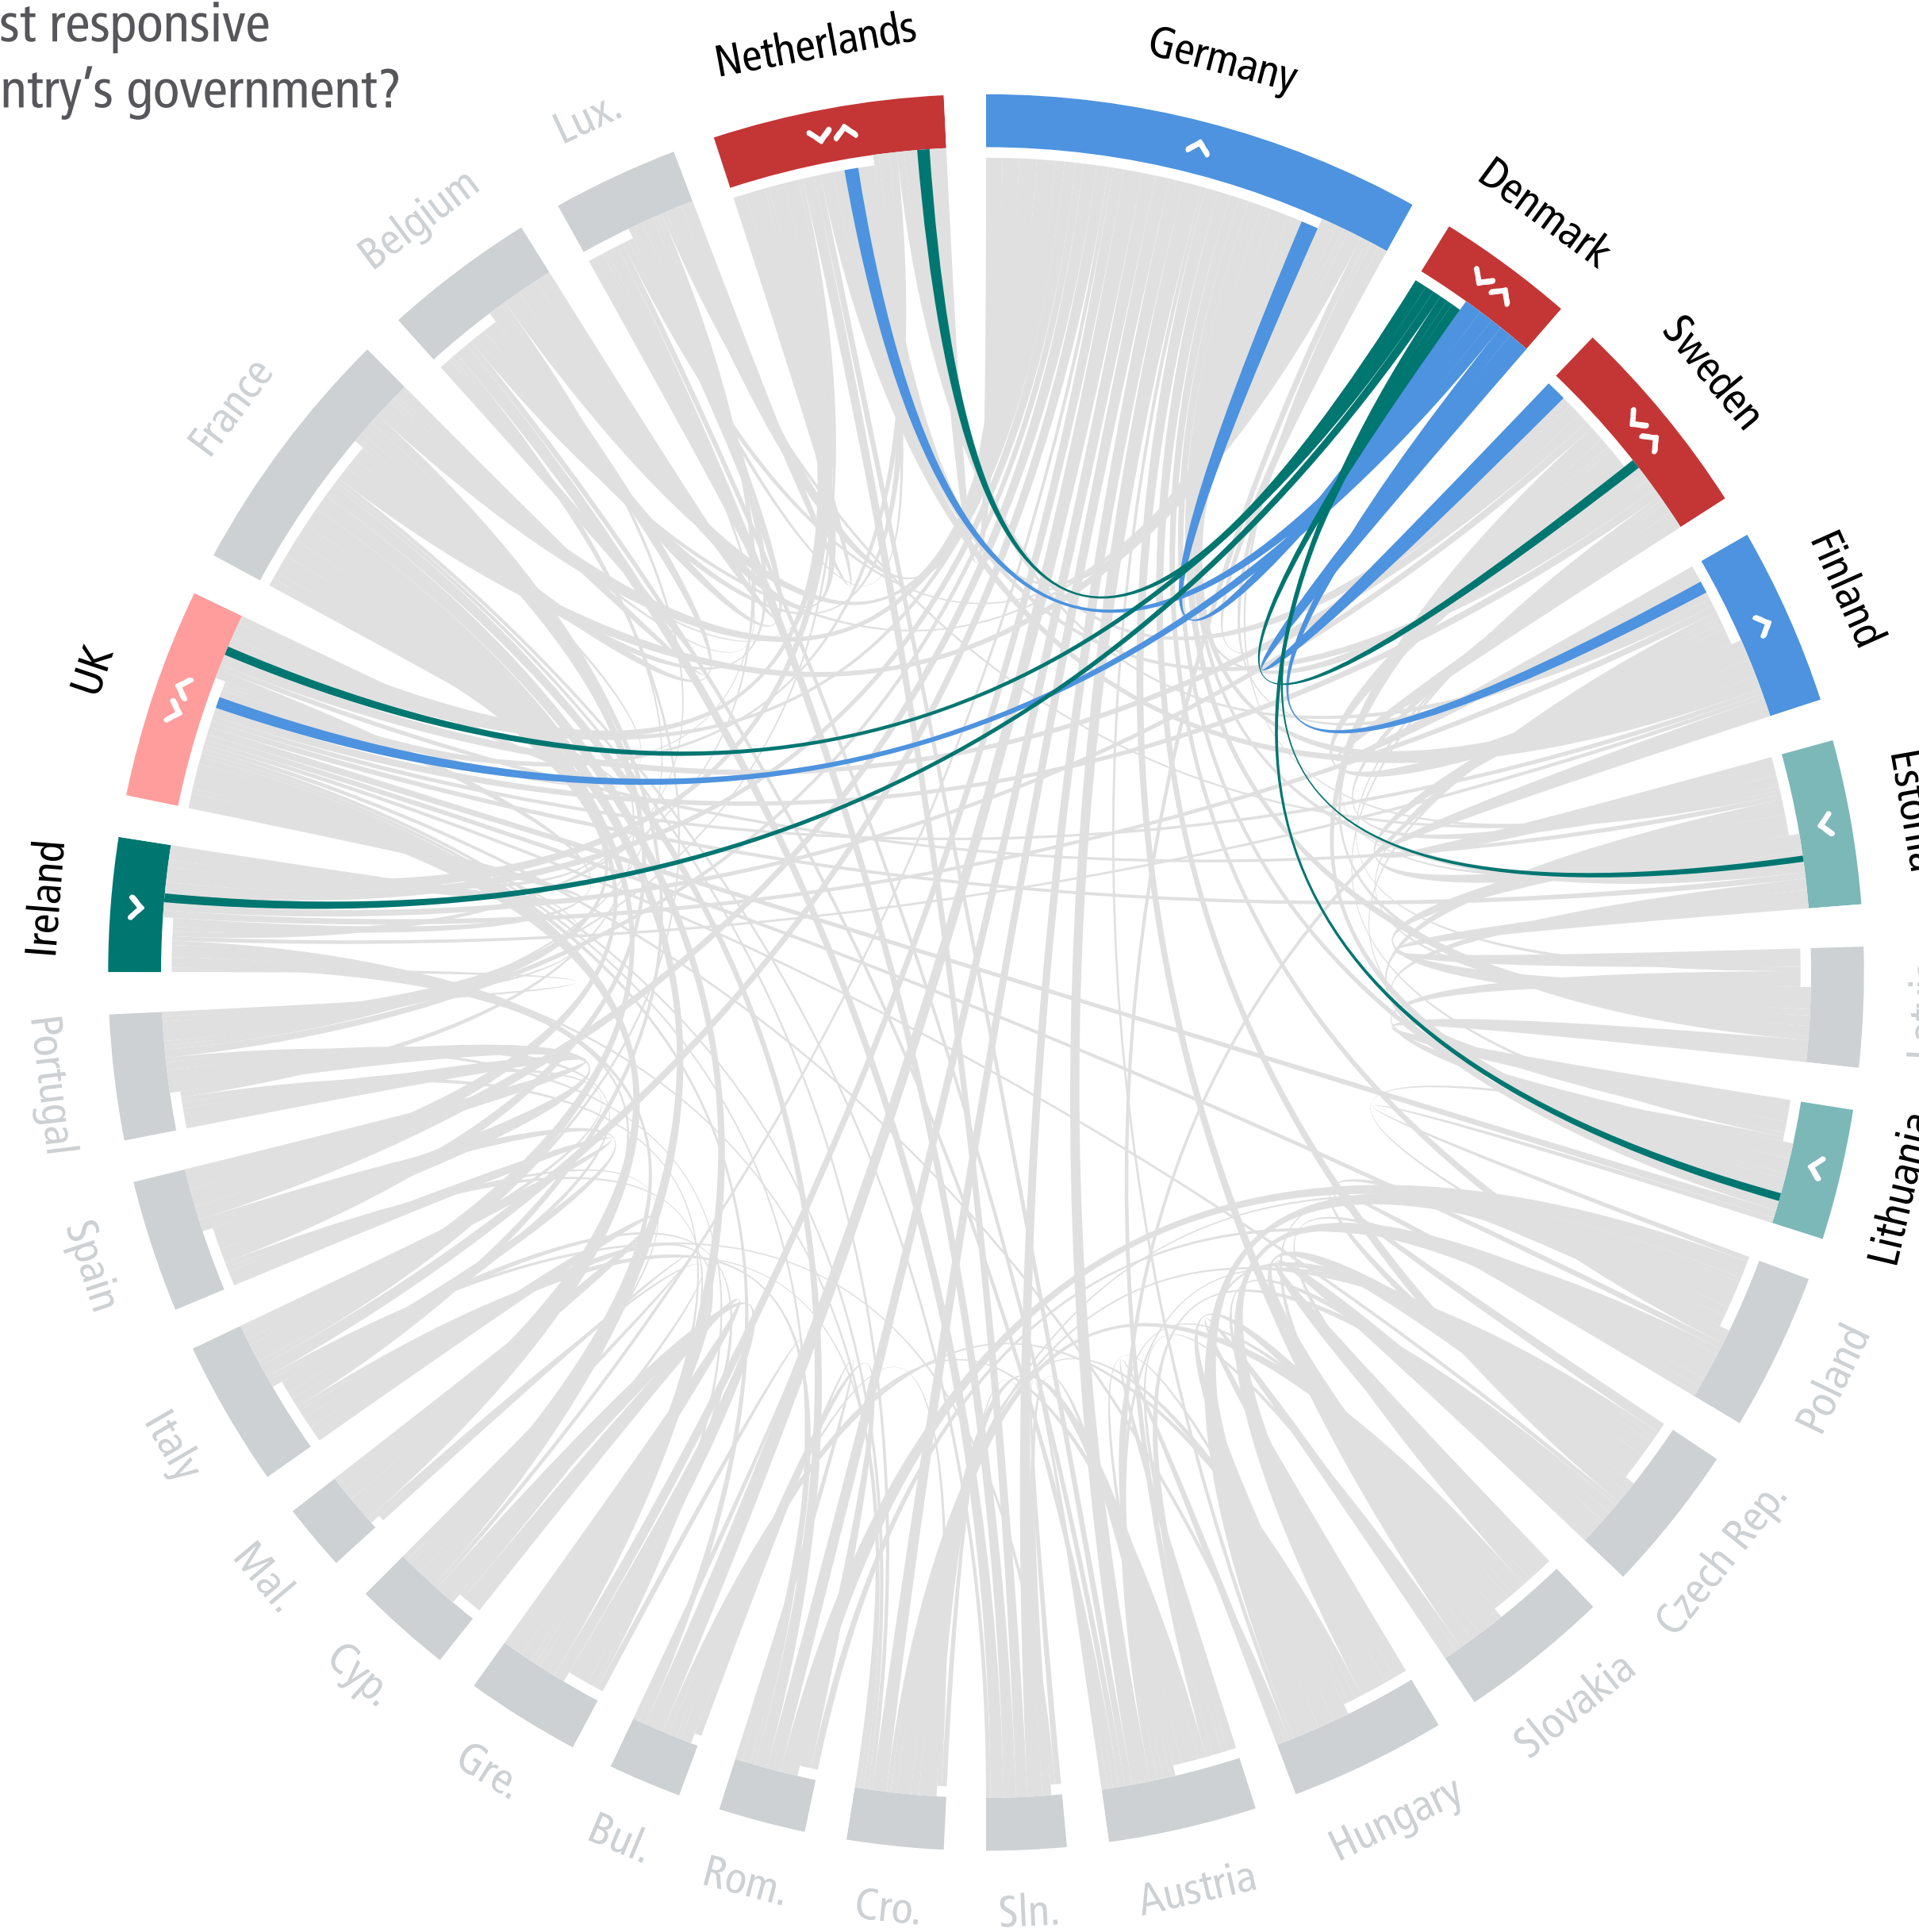 st responsive
ntry's government?
Netherlands
Germany
Lux.
Denmark
Belgium
Sweden
France
Finland
UK
Ireland
Portugal
Lithuania
Spain
Poland
Italy
Czech Rep.
Mal.
Slovakia
Cyp.
Gre.
Hungary
Bul.
Rom.
Cro.
Sln.
Austria